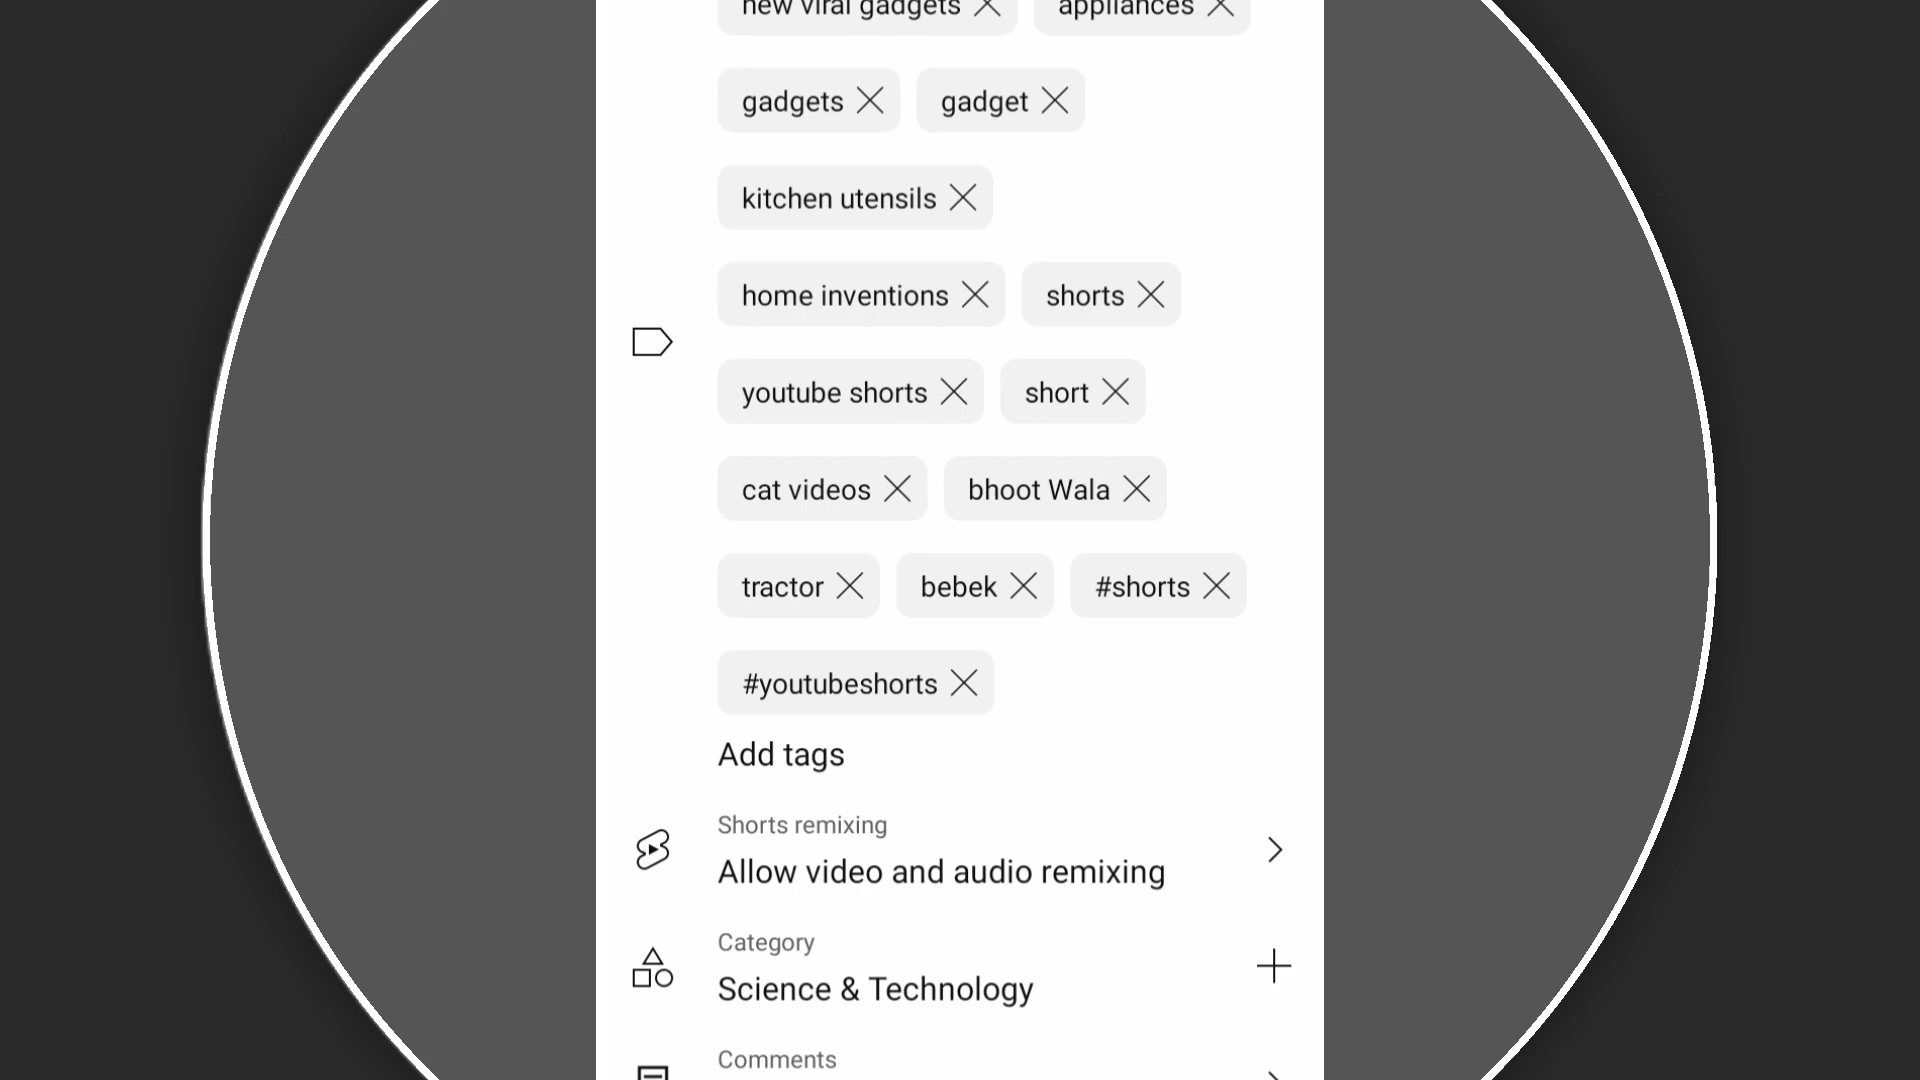 new viral gadgets appliances
gadgets gadget
kitchen utensils
home inventions shorts
youtube shorts short
cat videos bhoot Wala
tractor bebek #shorts
#youtubeshorts
Add tags
Shorts remixing
Allow video and audio remixing
Category
Science & Technology
Comments